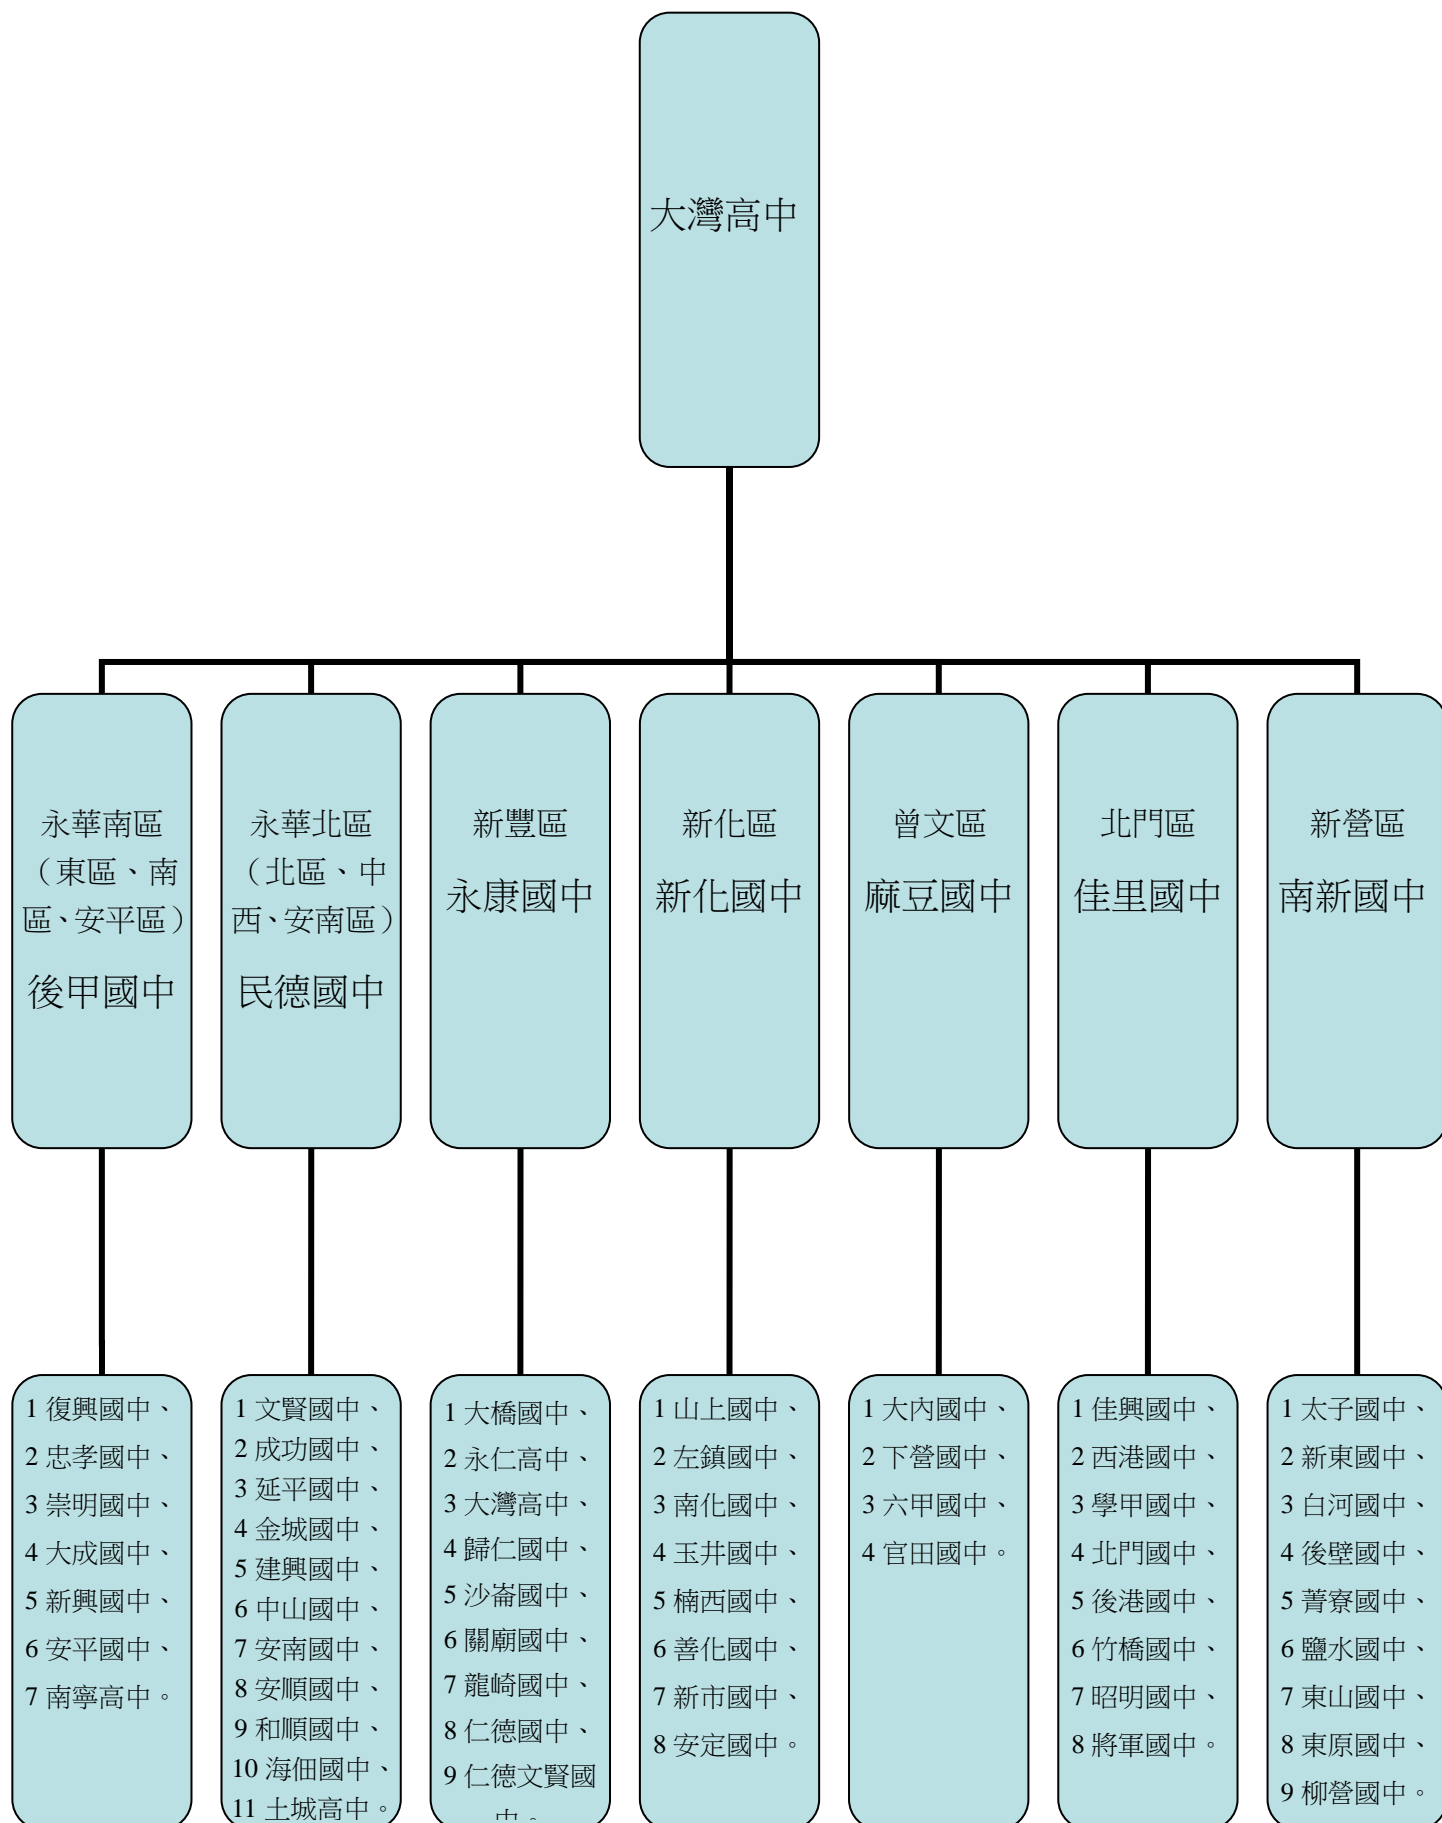 大灣高中
永華南區
（東區、南
區、安平區）
後甲國中
永華北區
（北區、中
西、安南區）
民德國中
新豐區
永康國中
新化區
新化國中
曾文區
麻豆國中
北門區
佳里國中
新營區
南新國中
1 復興國中、
2 忠孝國中、
3 崇明國中、
4 大成國中、
5 新興國中、
6 安平國中、
7 南寧高中。
1 文賢國中、
2 成功國中、
3 延平國中、
4 金城國中、
5 建興國中、
6 中山國中、
7 安南國中、
8 安順國中、
9 和順國中、
10 海佃國中、
11 土城高中。
1 大橋國中、
2 永仁高中、
3 大灣高中、
4 歸仁國中、
5 沙崙國中、
6 關廟國中、
7 龍崎國中、
8 仁德國中、
9 仁德文賢國
中。
1 山上國中、
2 左鎮國中、
3 南化國中、
4 玉井國中、
5 楠西國中、
6 善化國中、
7 新市國中、
8 安定國中。
1 大內國中、
2 下營國中、
3 六甲國中、
4 官田國中。
1 佳興國中、
2 西港國中、
3 學甲國中、
4 北門國中、
5 後港國中、
6 竹橋國中、
7 昭明國中、
8 將軍國中。
1 太子國中、
2 新東國中、
3 白河國中、
4 後壁國中、
5 菁寮國中、
6 鹽水國中、
7 東山國中、
8 東原國中、
9 柳營國中。